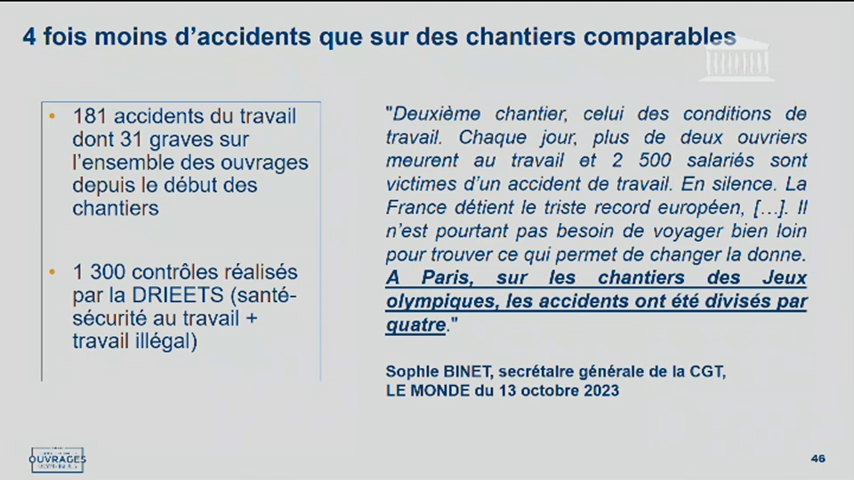 4 fois moins d'accidents que sur des chantiers comparables
• 181 accidents du travail
dont 31 graves sur
l'ensemble des ouvrages
depuis le début des
chantiers
• 1 300 contrôles réalisés
par la DRIEETS (santé-
sécurité au travail +
travail illégal)
"Deuxième chantier, celui des conditions de
travail. Chaque jour, plus de deux ouvriers
meurent au travail et 2 500 salariés sont
victimes d'un accident de travail. En silence. La
France détient le triste record européen, [...]. Il
n'est pourtant pas besoin de voyager bien loin
pour trouver ce qui permet de changer la donne.
A Paris, sur les chantiers des Jeux
olympiques, les accidents ont été divisés par
quatre."
Sophie BINET, secrétaire générale de la CGT,
LE MONDE du 13 octobre 2023
OUVRAGES
46